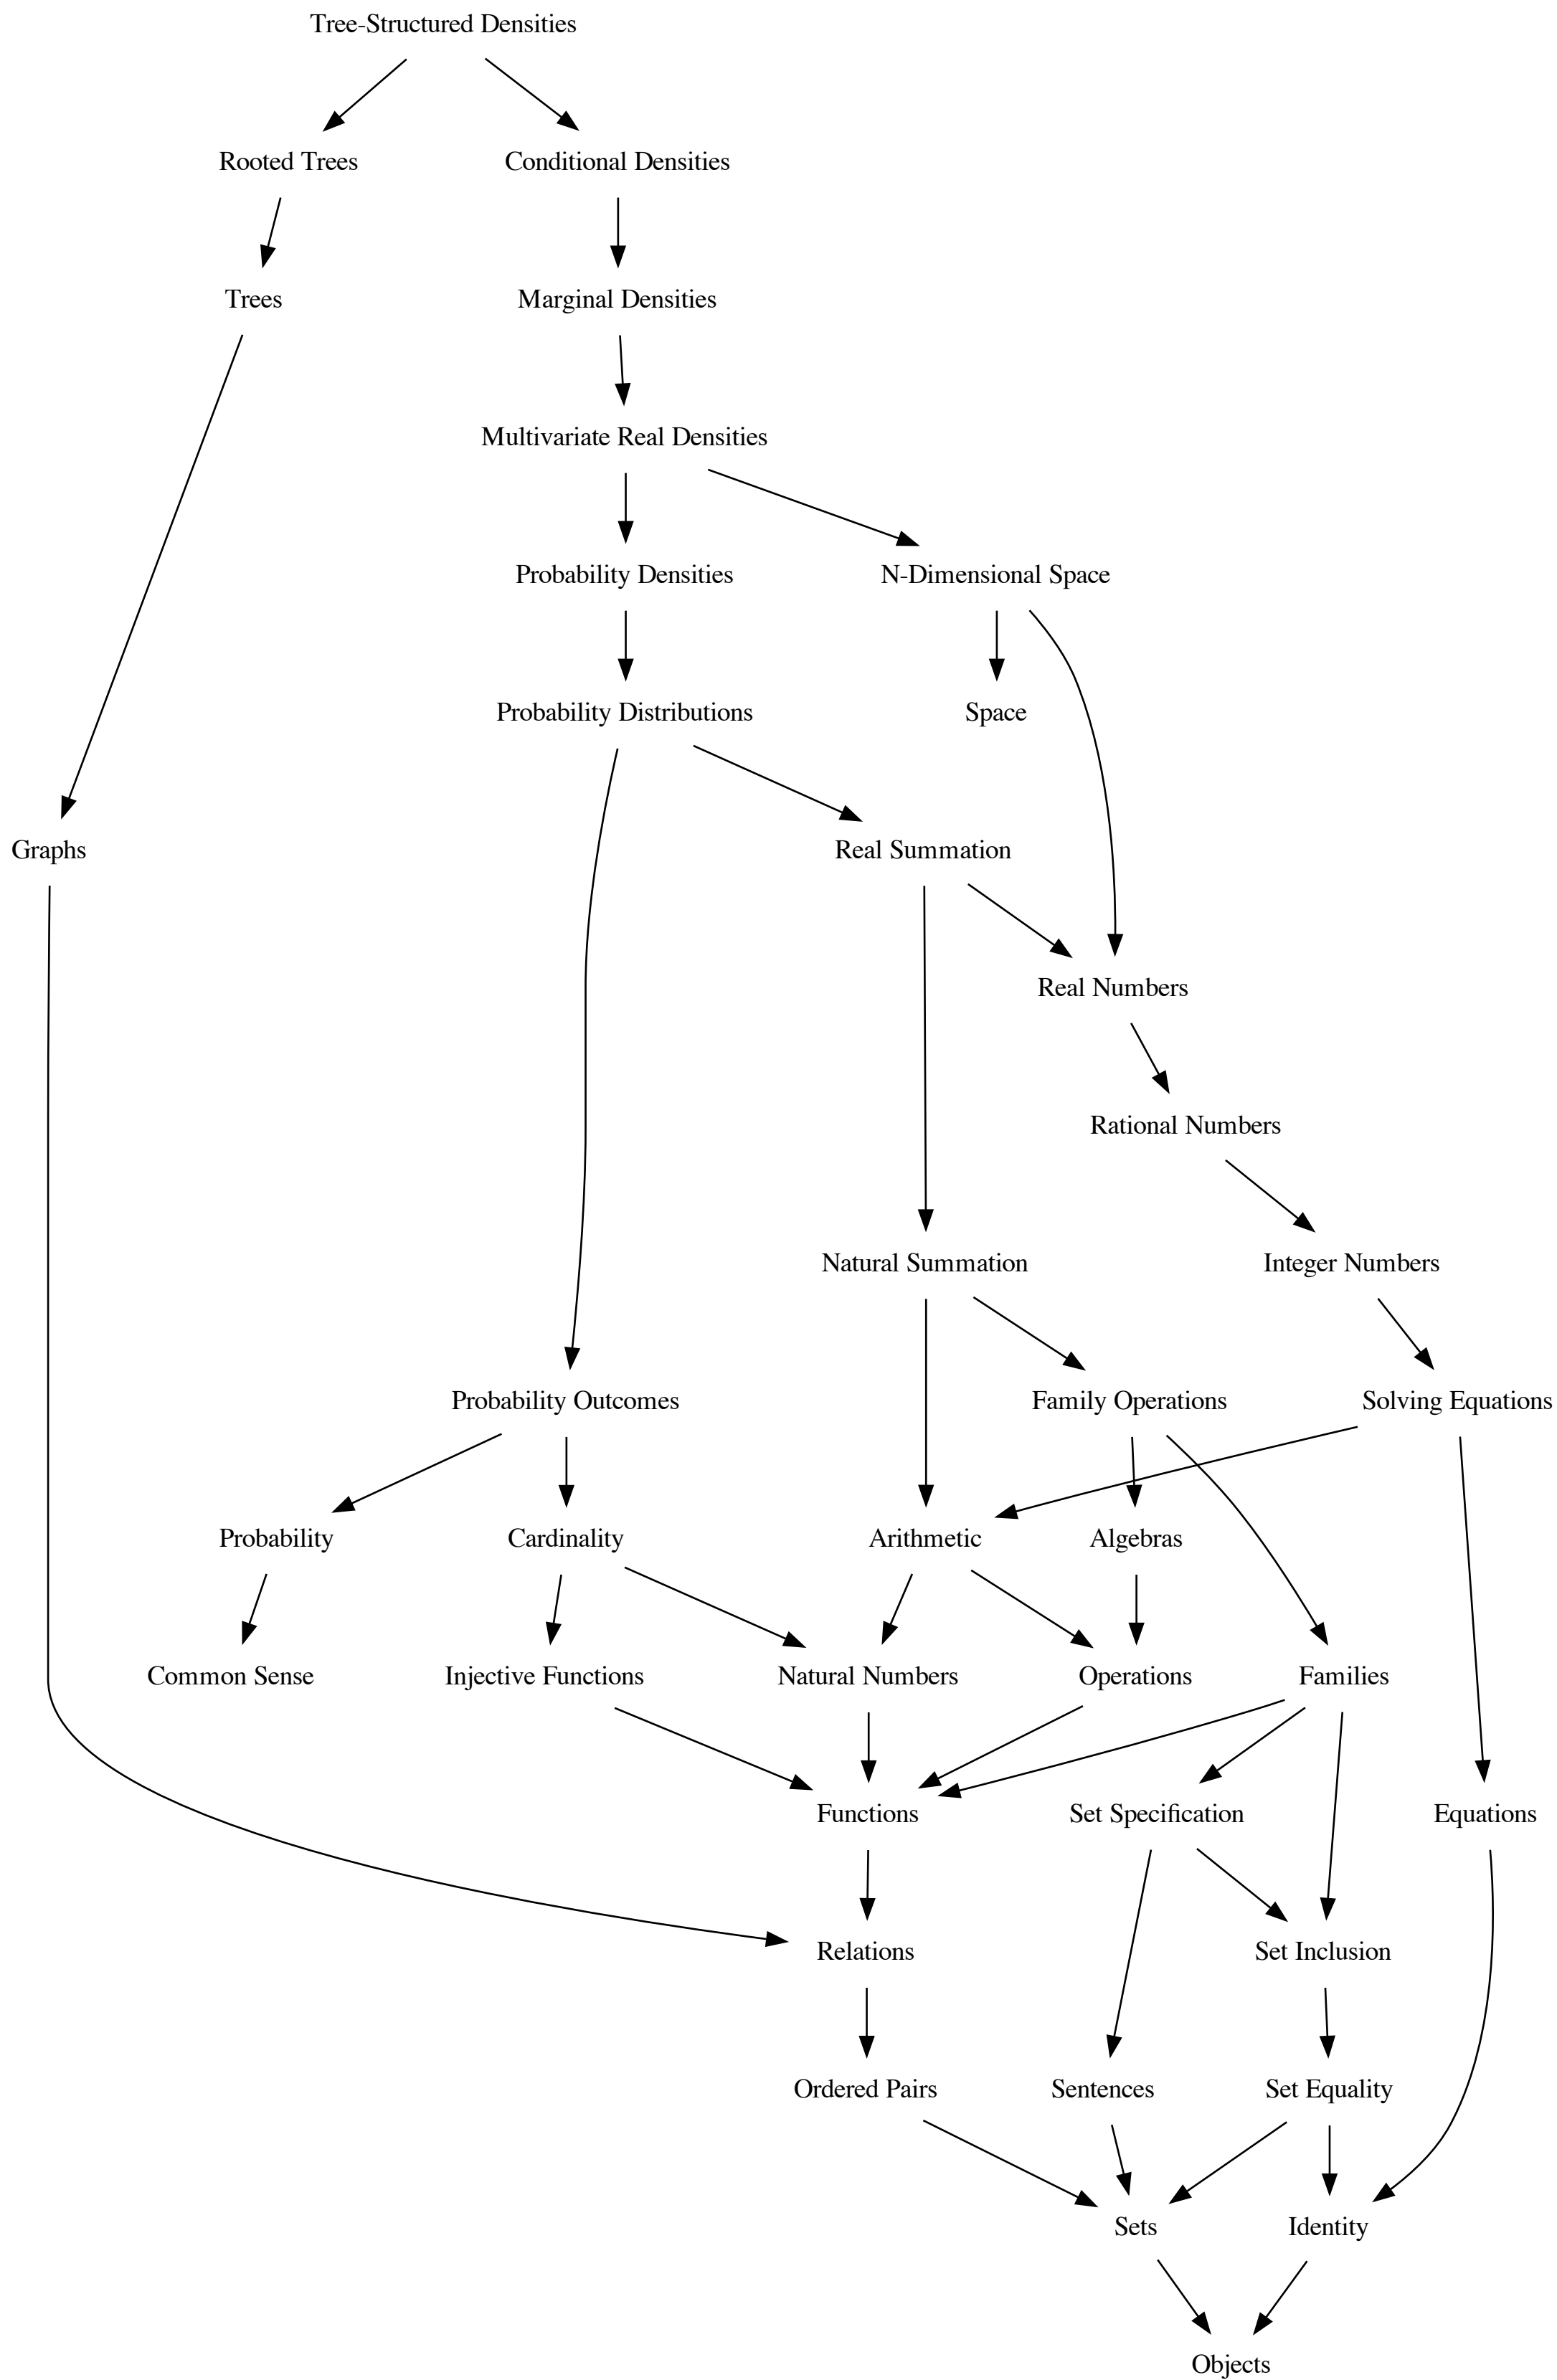 Tree-Structured Densities
Rooted Trees
Conditional Densities
Trees
Marginal Densities
Multivariate Real Densities
Probability Densities
N-Dimensional Space
Probability Distributions
Space
Graphs
Real Summation
Real Numbers
Rational Numbers
Natural Summation
Integer Numbers
Probability Outcomes
Family Operations
Solving Equations
Probability
Cardinality
Arithmetic
Algebras
Common Sense
Injective Functions
Natural Numbers
Operations
Families
Functions
Set Specification
Equations
Relations
Set Inclusion
Ordered Pairs
Sentences
Set Equality
Sets
Identity
Objects